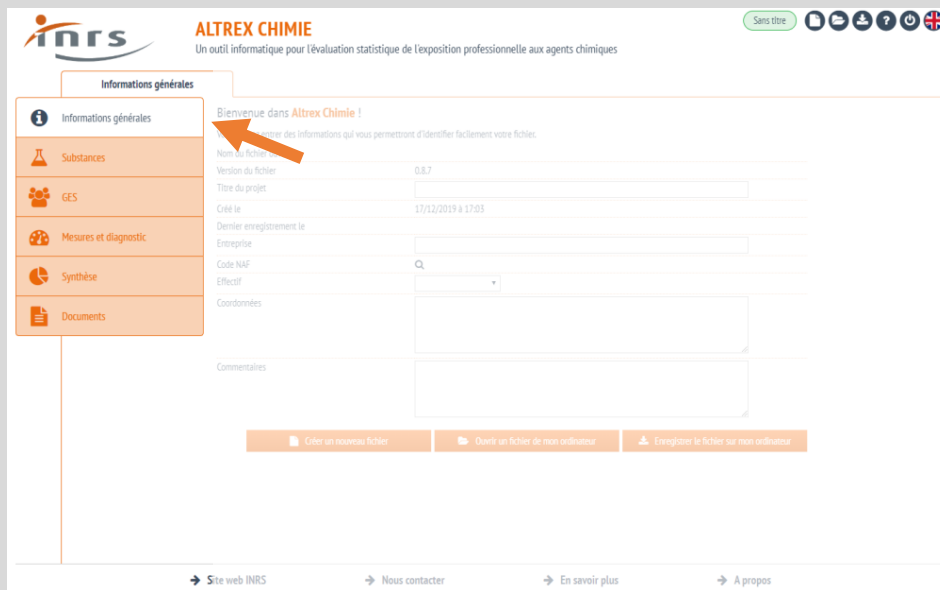 inrs
ALTREX CHIMIE
Un outil informatique pour l'évaluation statistique de l'exposition professionnelle aux agents chimiques
Sans titre
Informations générales
Informations générales
Substances
GES
Mesures et diagnostic
Synthèse
Documents
Bienvenue dans Altrex Chimie !
entrer des informations qui vous permettront d'identifier facilement votre fichier.
Nom du fichier
Version du fichier 0.8.7
Titre du projet
Créé le 17/12/2019 à 17:03
Dernier enregistrement le
Entreprise
Code NAF
Effectif
Coordonnées
Commentaires
Créer un nouveau fichier Ouvrir un fichier de mon ordinateur Enregistrer le fichier sur mon ordinateur
Site web INRS Nous contacter En savoir plus A propos